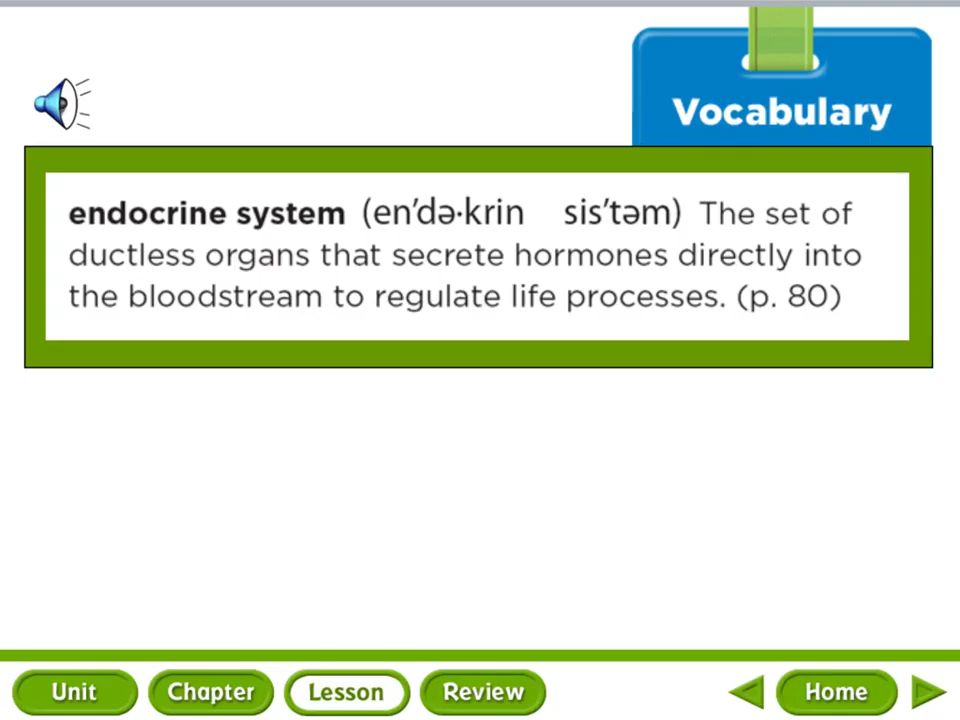 Vocabulary
endocrine system (en′də·krin sis′təm) The set of
ductless organs that secrete hormones directly into
the bloodstream to regulate life processes. (p. 80)
Unit Chapter Lesson Review Home